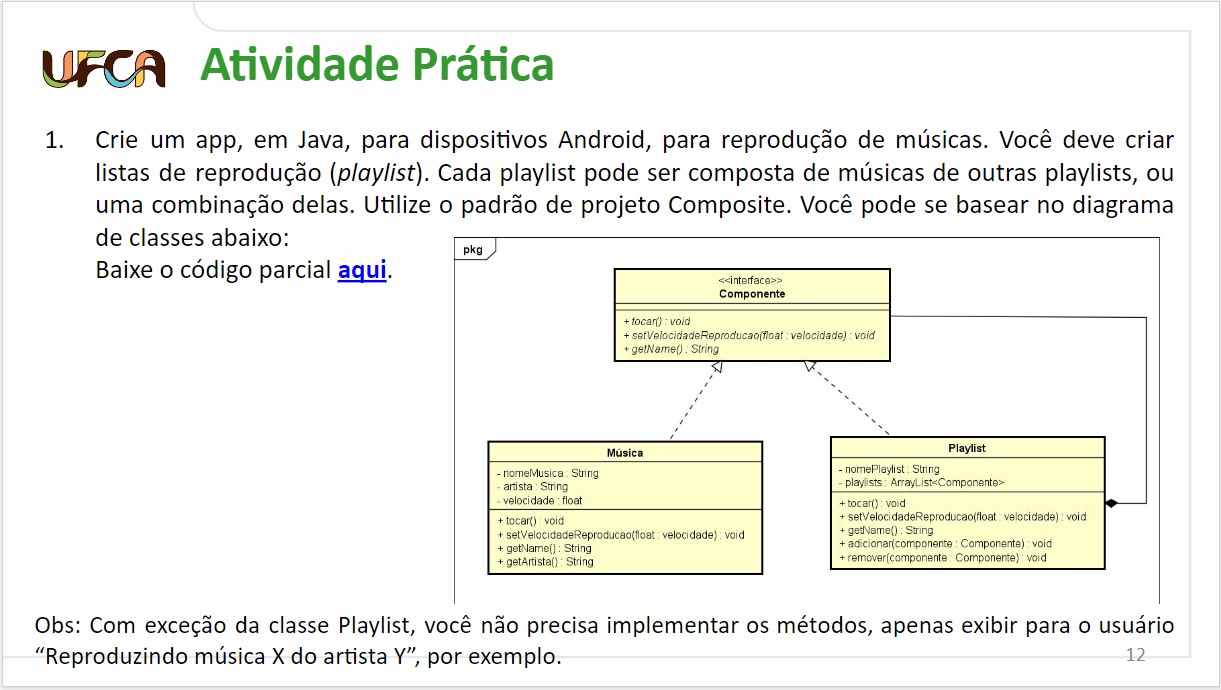 UFCA
Atividade Prática
1. Crie um app, em Java, para dispositivos Android, para reprodução de músicas. Você deve criar
listas de reprodução (playlist). Cada playlist pode ser composta de músicas de outras playlists, ou
uma combinação delas. Utilize o padrão de projeto Composite. Você pode se basear no diagrama
de classes abaixo:
Baixe o código parcial aqui.
pkg
<<interface>>
Componente
+ tocar() : void
+ setVelocidadeReproducao(float : velocidade) : void
+ getName() : String
Música
- nomeMusica : String
- artista : String
- velocidade : float
+ tocar() : void
+ setVelocidadeReproducao(float : velocidade) : void
+ getName() : String
+ getArtista() : String
Playlist
- nomePlaylist : String
- playlists : ArrayList<Componente>
+ tocar() : void
+ setVelocidadeReproducao(float : velocidade) : void
+ getName() : String
+ adicionar(componente : Componente) : void
+ remover(componente : Componente) : void
Obs: Com exceção da classe Playlist, você não precisa implementar os métodos, apenas exibir para o usuário
“Reproduzindo música X do artista Y”, por exemplo.
12